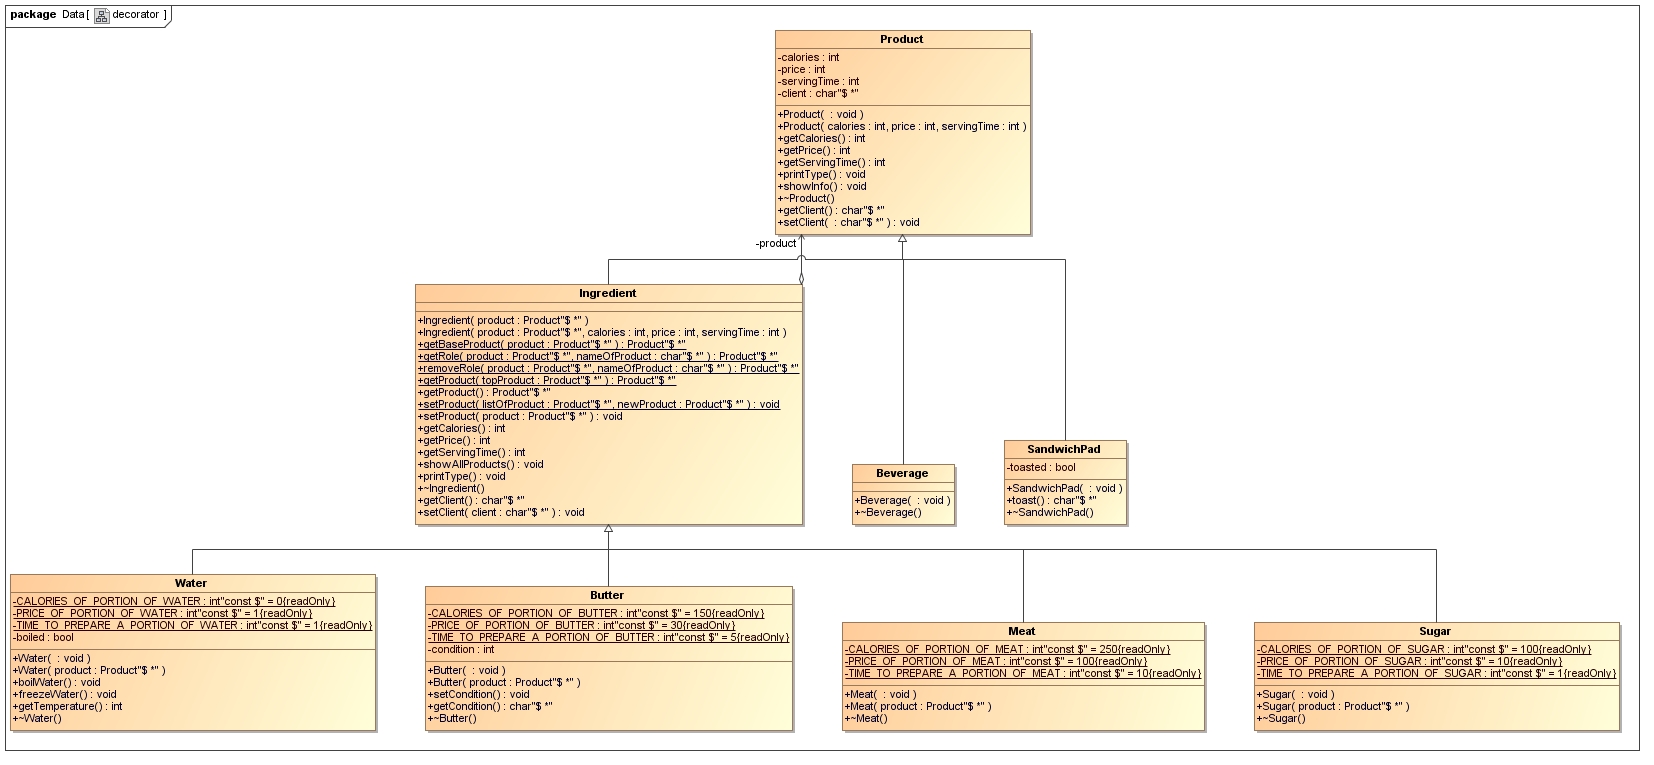 package Data [ decorator ]
Product
-calories : int
-price : int
-servingTime : int
-client : char"$ *"
+Product( : void )
+Product( calories : int, price : int, servingTime : int )
+getCalories() : int
+getPrice() : int
+getServingTime() : int
+printType() : void
+showInfo() : void
+~Product()
+getClient() : char"$ *"
+setClient( : char"$ *" ) : void
-product
Ingredient
+Ingredient( product : Product"$ *" )
+Ingredient( product : Product"$ *", calories : int, price : int, servingTime : int )
+getBaseProduct( product : Product"$ *" ) : Product"$ *"
+getRole( product : Product"$ *", nameOfProduct : char"$ *" ) : Product"$ *"
+removeRole( product : Product"$ *", nameOfProduct : char"$ *" ) : Product"$ *"
+getProduct( topProduct : Product"$ *" ) : Product"$ *"
+getProduct() : Product"$ *"
+setProduct( listOfProduct : Product"$ *", newProduct : Product"$ *" ) : void
+setProduct( product : Product"$ *" ) : void
+getCalories() : int
+getPrice() : int
+getServingTime() : int
+showAllProducts() : void
+printType() : void
+~Ingredient()
+getClient() : char"$ *"
+setClient( client : char"$ *" ) : void
Beverage
+Beverage( : void )
+~Beverage()
SandwichPad
-toasted : bool
+SandwichPad( : void )
+toast() : char"$ *"
+~SandwichPad()
Water
-CALORIES_OF_PORTION_OF_WATER : int"const $" = 0{readOnly}
-PRICE_OF_PORTION_OF_WATER : int"const $" = 1{readOnly}
-TIME_TO_PREPARE_A_PORTION_OF_WATER : int"const $" = 1{readOnly}
-boiled : bool
+Water( : void )
+Water( product : Product"$ *" )
+boilWater() : void
+freezeWater() : void
+getTemperature() : int
+~Water()
Butter
-CALORIES_OF_PORTION_OF_BUTTER : int"const $" = 150{readOnly}
-PRICE_OF_PORTION_OF_BUTTER : int"const $" = 30{readOnly}
-TIME_TO_PREPARE_A_PORTION_OF_BUTTER : int"const $" = 5{readOnly}
-condition : int
+Butter( : void )
+Butter( product : Product"$ *" )
+setCondition() : void
+getCondition() : char"$ *"
+~Butter()
Meat
-CALORIES_OF_PORTION_OF_MEAT : int"const $" = 250{readOnly}
-PRICE_OF_PORTION_OF_MEAT : int"const $" = 100{readOnly}
-TIME_TO_PREPARE_A_PORTION_OF_MEAT : int"const $" = 10{readOnly}
+Meat( : void )
+Meat( product : Product"$ *" )
+~Meat()
Sugar
-CALORIES_OF_PORTION_OF_SUGAR : int"const $" = 100{readOnly}
-PRICE_OF_PORTION_OF_SUGAR : int"const $" = 10{readOnly}
-TIME_TO_PREPARE_A_PORTION_OF_SUGAR : int"const $" = 1{readOnly}
+Sugar( : void )
+Sugar( product : Product"$ *" )
+~Sugar()